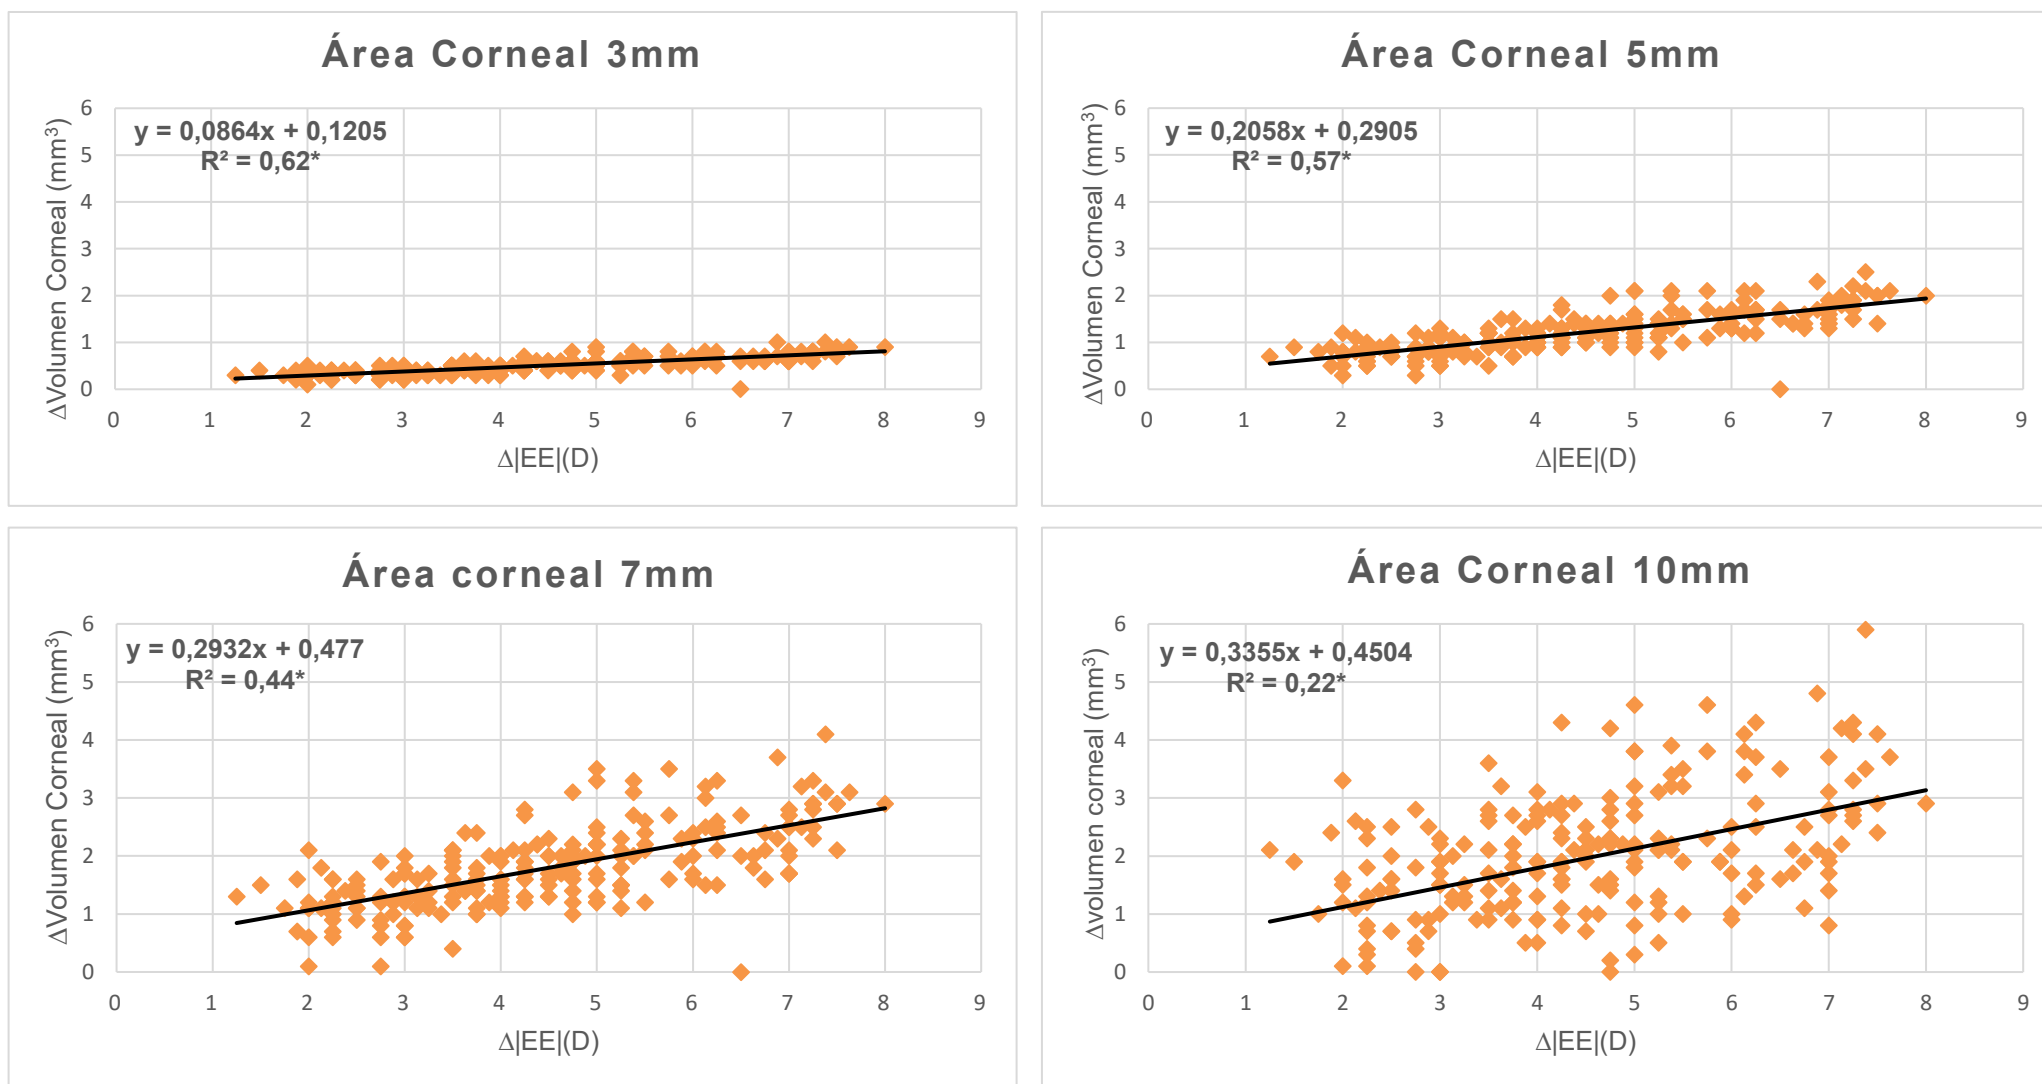 Área Corneal 3mm
y = 0,0864x + 0,1205
R² = 0,62*
ΔVolumen Corneal (mm³)
6
5
4
3
2
1
0
0 1 2 3 4 5 6 7 8 9
Δ|EE|(D)
Área Corneal 5mm
y = 0,2058x + 0,2905
R² = 0,57*
ΔVolumen Corneal (mm³)
6
5
4
3
2
1
0
0 1 2 3 4 5 6 7 8 9
Δ|EE|(D)
Área corneal 7mm
y = 0,2932x + 0,477
R² = 0,44*
ΔVolumen Corneal (mm³)
6
5
4
3
2
1
0
0 1 2 3 4 5 6 7 8 9
Δ|EE|(D)
Área Corneal 10mm
y = 0,3355x + 0,4504
R² = 0,22*
Δvolumen corneal (mm³)
6
5
4
3
2
1
0
0 1 2 3 4 5 6 7 8 9
Δ|EE|(D)